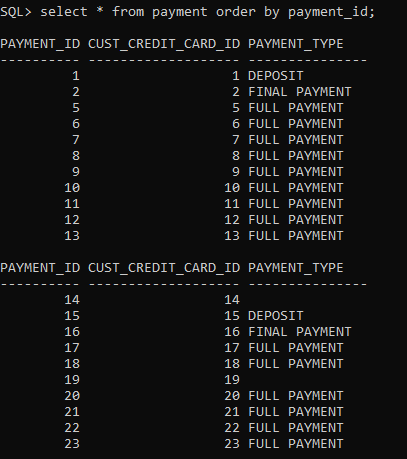 SQL> select * from payment order by payment_id;
PAYMENT_ID CUST_CREDIT_CARD_ID PAYMENT_TYPE
---------- ------------------- ---------------
1 1 DEPOSIT
2 2 FINAL PAYMENT
5 5 FULL PAYMENT
6 6 FULL PAYMENT
7 7 FULL PAYMENT
8 8 FULL PAYMENT
9 9 FULL PAYMENT
10 10 FULL PAYMENT
11 11 FULL PAYMENT
12 12 FULL PAYMENT
13 13 FULL PAYMENT
PAYMENT_ID CUST_CREDIT_CARD_ID PAYMENT_TYPE
---------- ------------------- ---------------
14 14
15 15 DEPOSIT
16 16 FINAL PAYMENT
17 17 FULL PAYMENT
18 18 FULL PAYMENT
19 19
20 20 FULL PAYMENT
21 21 FULL PAYMENT
22 22 FULL PAYMENT
23 23 FULL PAYMENT